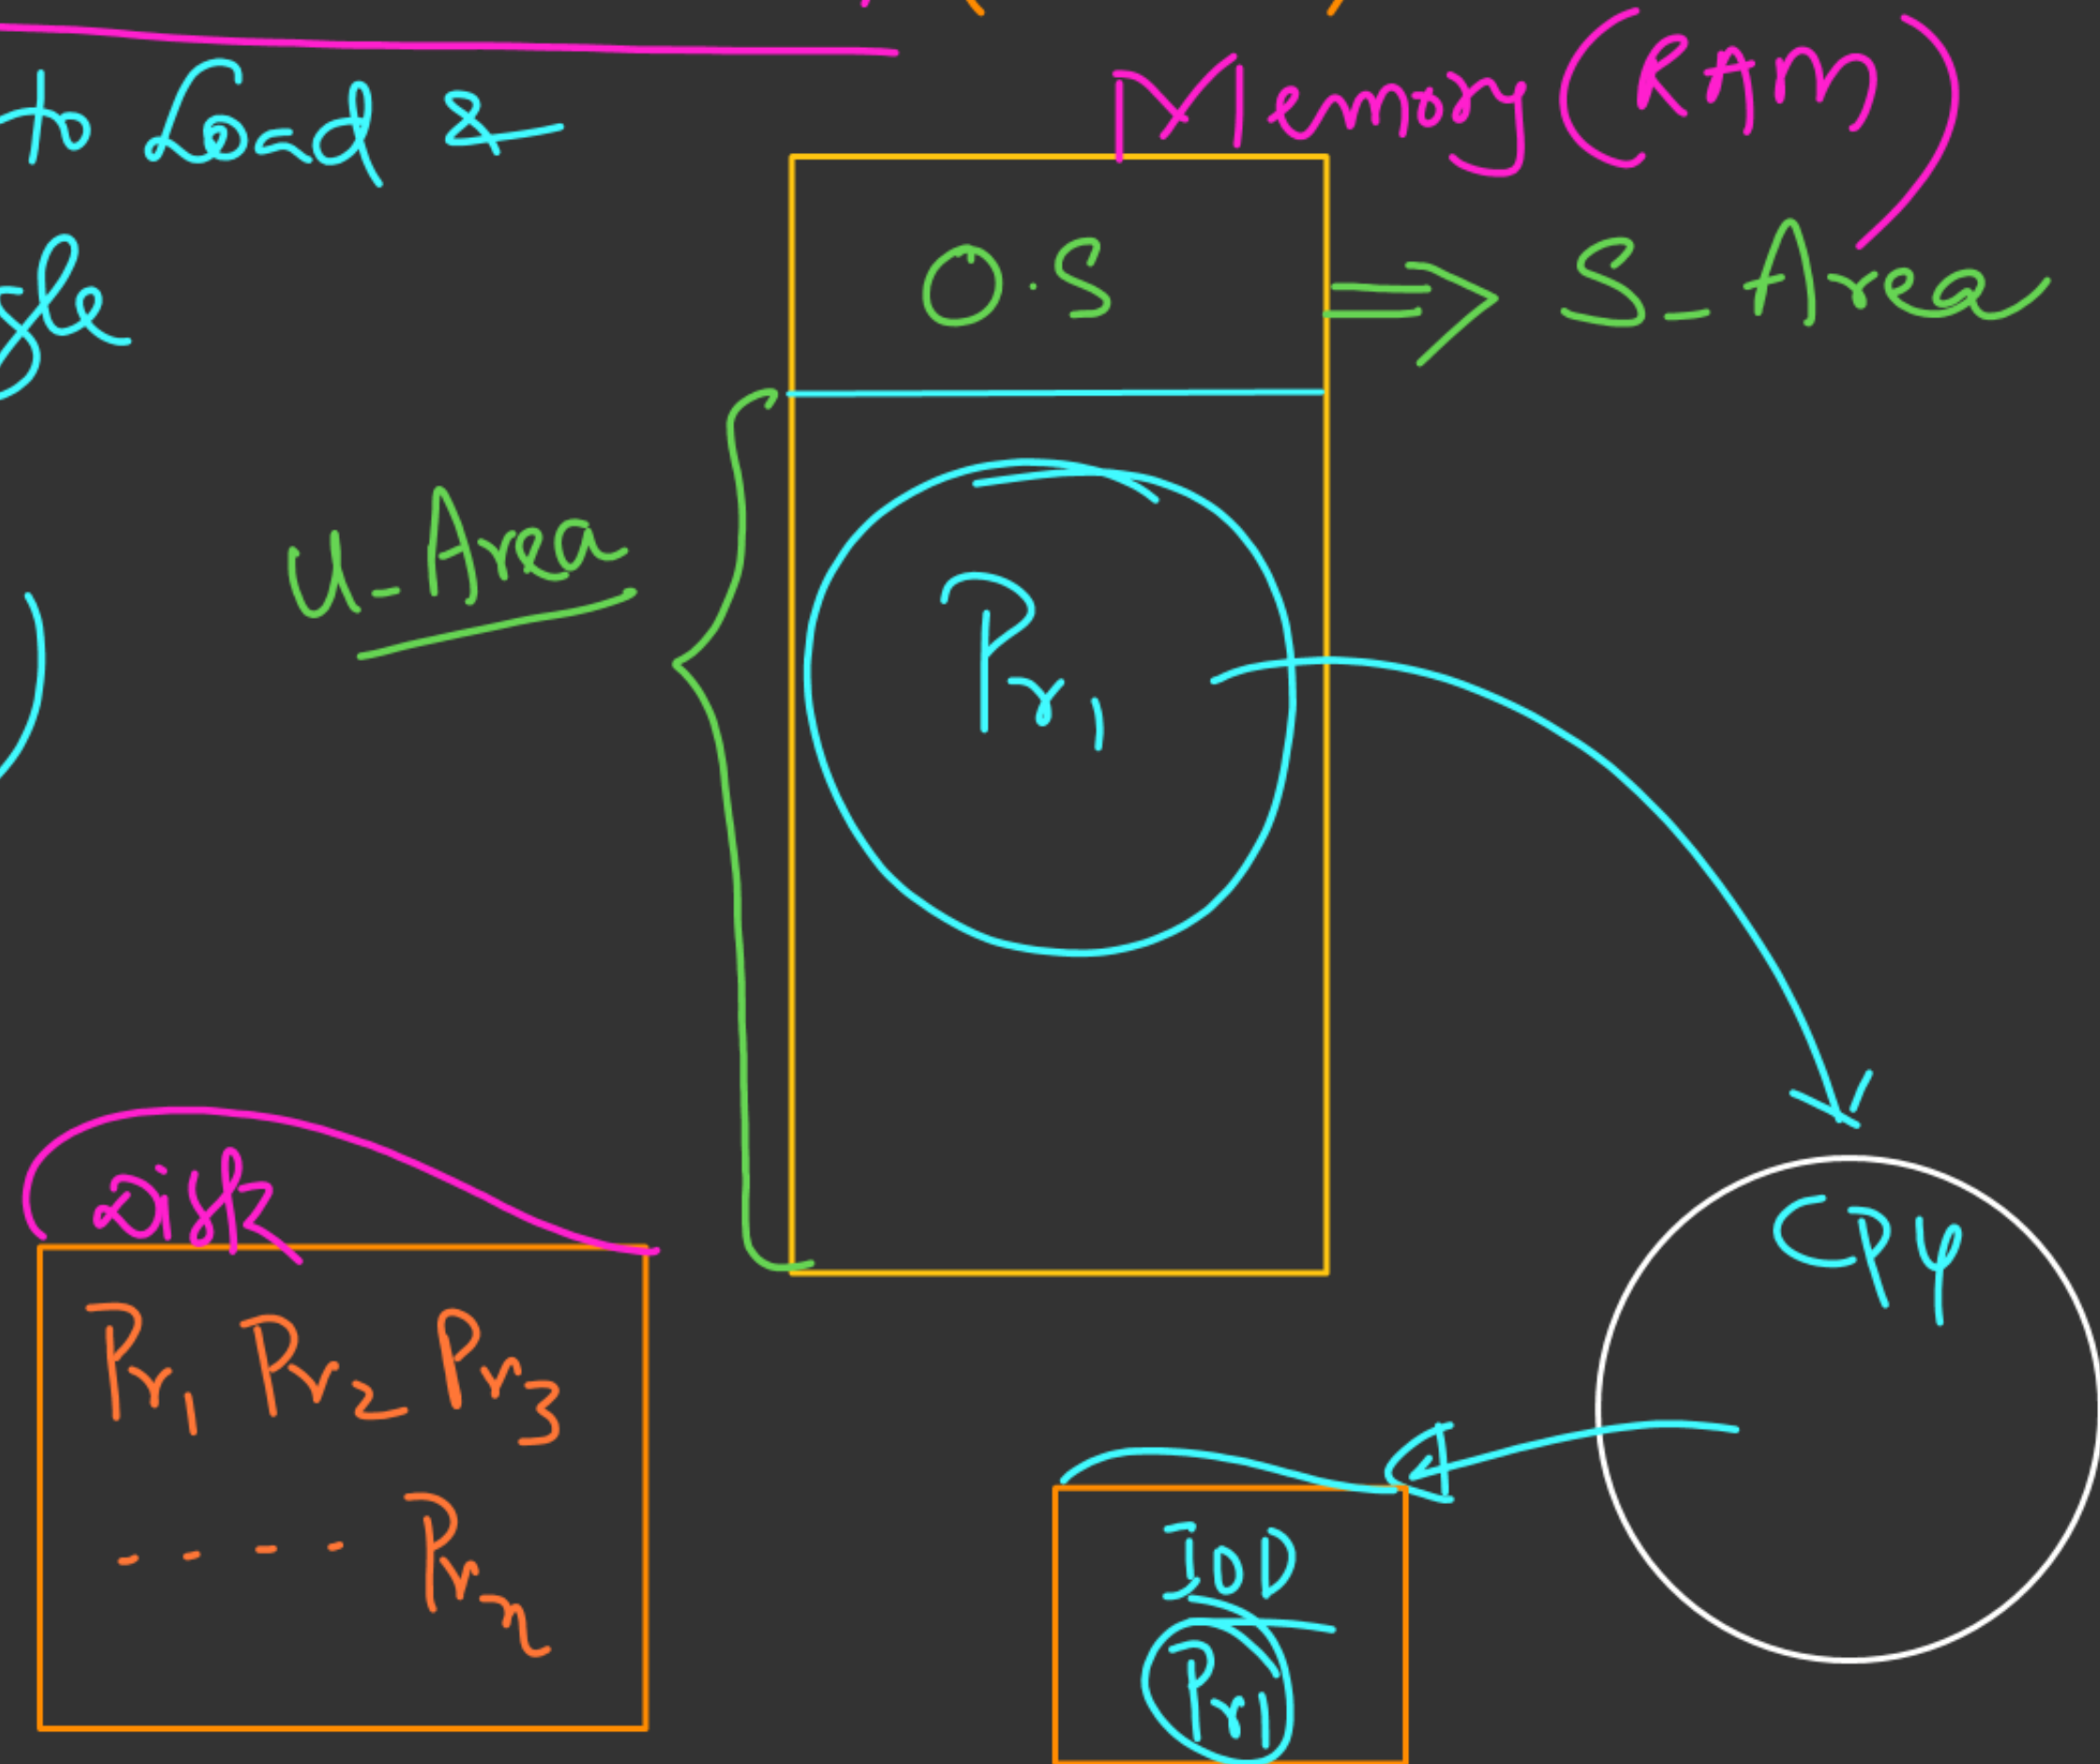 to Load &
Memory (RAM)
O.S ⇒ S_Area
U_Area
Pr1
Disk
Pr1 Pr2 Pr3
- - - - Prn
CPU
IOD
Pr1